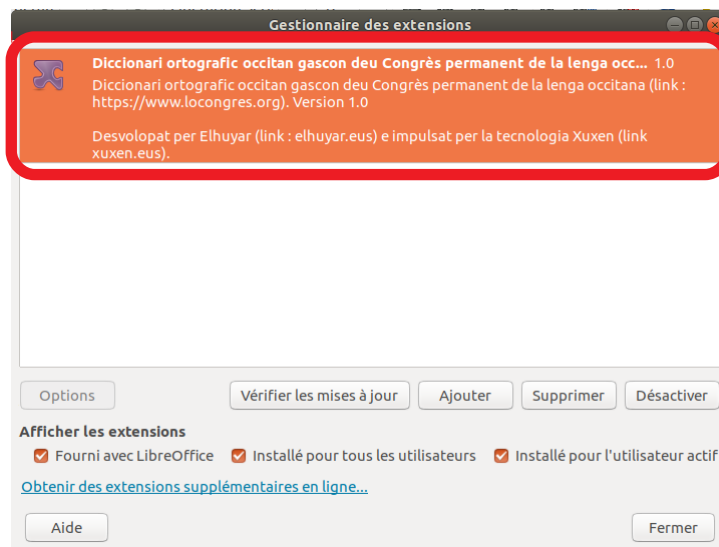 Gestionnaire des extensions
Diccionari ortografic occitan gascon deu Congrès permanent de la lenga occ... 1.0
Diccionari ortografic occitan gascon deu Congrès permanent de la lenga occitana (link :
https://www.locongres.org). Version 1.0
Desvolopat per Elhuyar (link : elhuyar.eus) e impulsat per la tecnologia Xuxen (link
xuxen.eus).
Options Vérifier les mises à jour Ajouter Supprimer Désactiver
Afficher les extensions
Fourni avec LibreOffice Installé pour tous les utilisateurs Installé pour l'utilisateur actif
Obtenir des extensions supplémentaires en ligne...
Aide Fermer